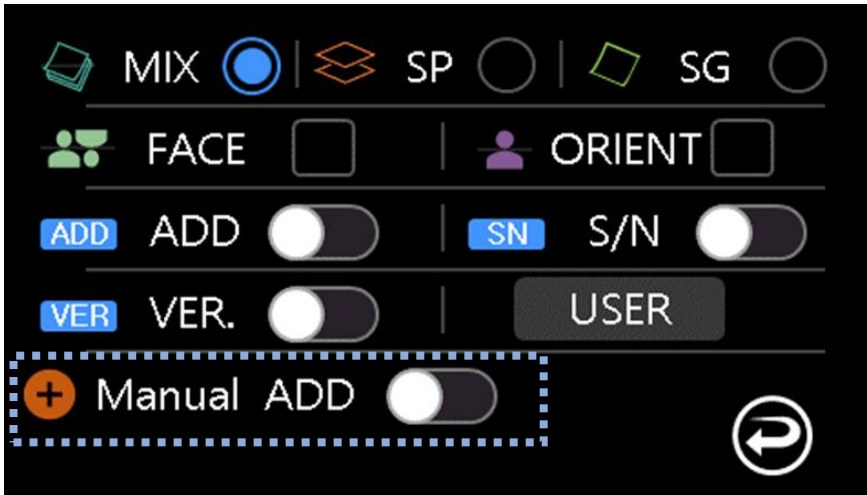 MIX SP SG
FACE ORIENT
ADD ADD SN S/N
VER VER. USER
Manual ADD